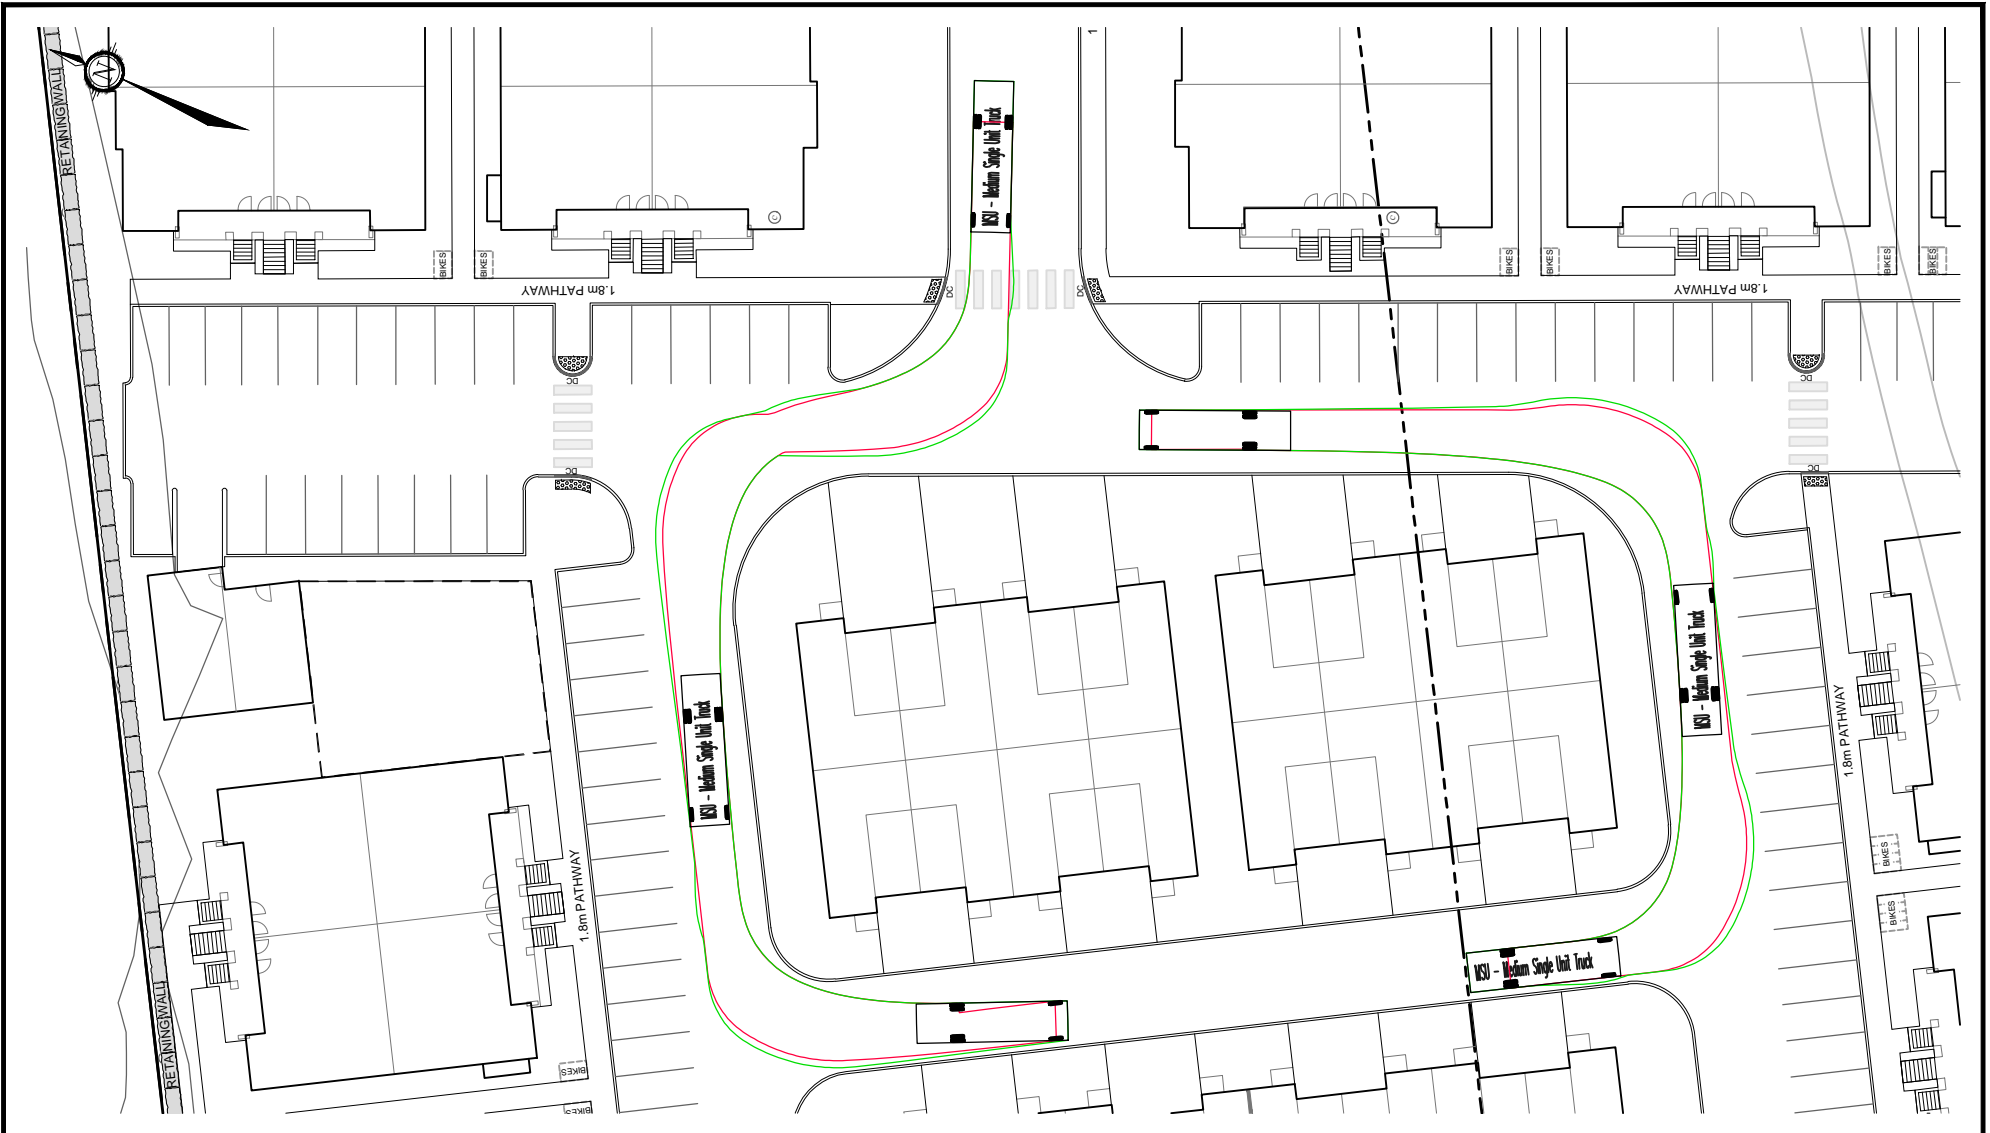 N
RETAINING WALL
1
MSU - Medium Single Unit Truck
C
C
BIKES
BIKES
BIKES
BIKES
BIKES
BIKES
1.8m PATHWAY
DC
DC
1.8m PATHWAY
DC
DC
DC
DC
MSU - Medium Single Unit Truck
MSU - Medium Single Unit Truck
1.8m PATHWAY
1.8m PATHWAY
BIKES
BIKES
MSU - Medium Single Unit Truck
RETAINING WALL
BIKES
BIKES